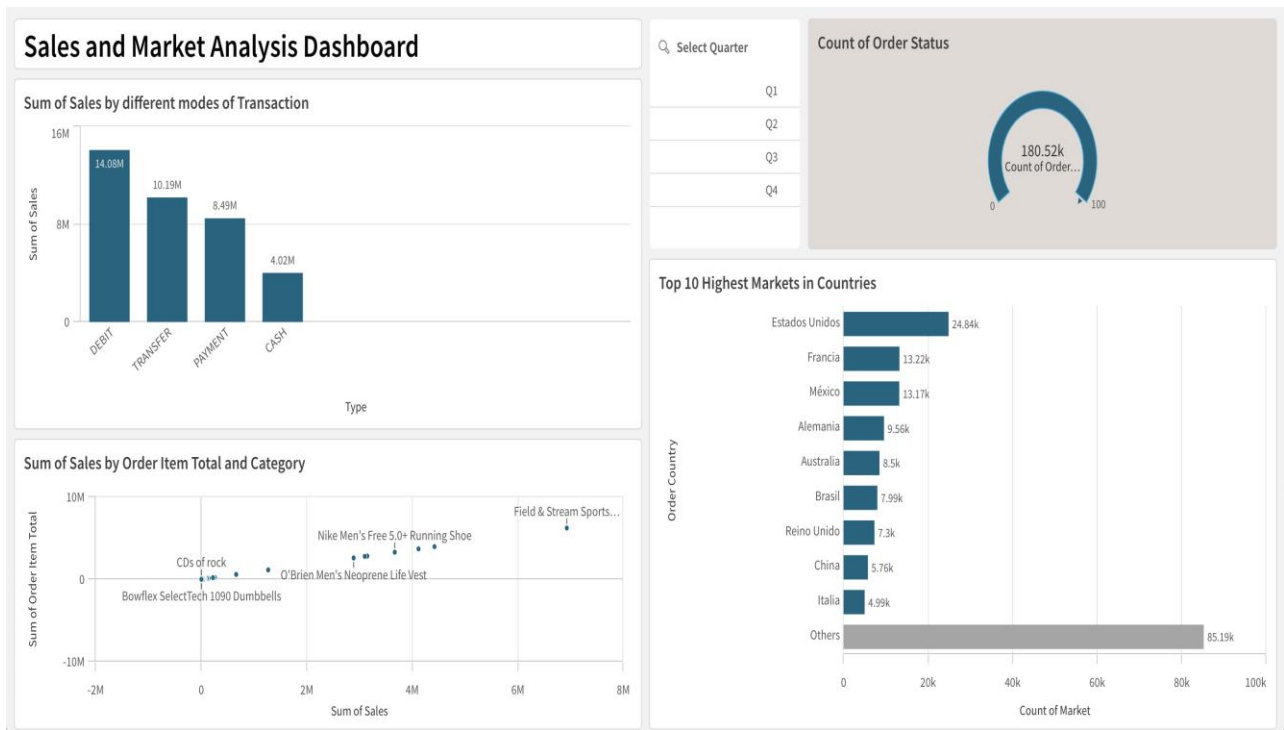 Sales and Market Analysis Dashboard
Sum of Sales by different modes of Transaction
Sum of Sales
16M
8M
0
14.08M
10.19M
8.49M
4.02M
DEBIT
TRANSFER
PAYMENT
CASH
Type
Sum of Sales by Order Item Total and Category
Sum of Order Item Total
10M
0
-10M
Field & Stream Sports...
Nike Men's Free 5.0+ Running Shoe
CDs of rock
O'Brien Men's Neoprene Life Vest
Bowflex SelectTech 1090 Dumbbells
-2M
0
2M
4M
6M
8M
Sum of Sales
Select Quarter
Q1
Q2
Q3
Q4
Count of Order Status
180.52k
Count of Order...
0
100
Top 10 Highest Markets in Countries
Order Country
Estados Unidos 24.84k
Francia 13.22k
México 13.17k
Alemania 9.56k
Australia 8.5k
Brasil 7.99k
Reino Unido 7.3k
China 5.76k
Italia 4.99k
Others 85.19k
0
20k
40k
60k
80k
100k
Count of Market